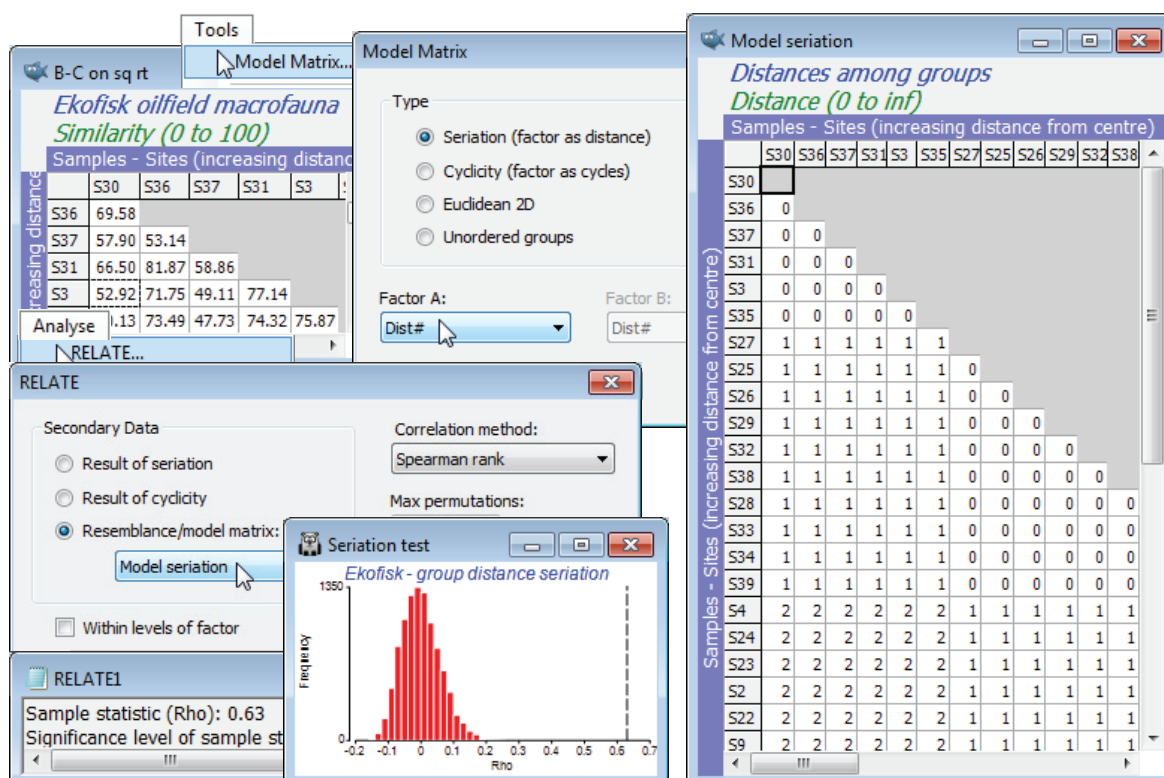 Tools
Model Matrix...
B-C on sq rt
Ekofisk oilfield macrofauna
Similarity (0 to 100)
Samples - Sites (increasing distanc
reasing distance
S30 S36 S37 S31 S3
S36 69.58
S37 57.90 53.14
S31 66.50 81.87 58.86
S3 52.92 71.75 49.11 77.14
.13 73.49 47.73 74.32 75.87
Analyse
RELATE...
Model Matrix
Type
Seriation (factor as distance)
Cyclicity (factor as cycles)
Euclidean 2D
Unordered groups
Factor A:
Factor B:
Dist#
Dist#
RELATE
Secondary Data
Result of seriation
Result of cyclicity
Resemblance/model matrix:
Model seriation
Within levels of factor
Correlation method:
Spearman rank
Max permutations:
RELATE1
Sample statistic (Rho): 0.63
Significance level of sample st
Seriation test
Ekofisk - group distance seriation
1350
Frequency
0
-0.2 -0.1 0 0.1 0.2 0.3 0.4 0.5 0.6 0.7
Rho
Model seriation
Distances among groups
Distance (0 to inf)
Samples - Sites (increasing distance from centre)
Samples - Sites (increasing distance from centre)
S30 S36 S37 S31 S3 S35 S27 S25 S26 S29 S32 S38
S30
S36 0
S37 0 0
S31 0 0 0
S3 0 0 0 0
S35 0 0 0 0 0
S27 1 1 1 1 1 1
S25 1 1 1 1 1 1 0
S26 1 1 1 1 1 1 0 0
S29 1 1 1 1 1 1 0 0 0
S32 1 1 1 1 1 1 0 0 0 0
S38 1 1 1 1 1 1 0 0 0 0 0
S28 1 1 1 1 1 1 0 0 0 0 0 0
S33 1 1 1 1 1 1 0 0 0 0 0 0
S34 1 1 1 1 1 1 0 0 0 0 0 0
S39 1 1 1 1 1 1 0 0 0 0 0 0
S4 2 2 2 2 2 2 1 1 1 1 1 1
S24 2 2 2 2 2 2 1 1 1 1 1 1
S23 2 2 2 2 2 2 1 1 1 1 1 1
S2 2 2 2 2 2 2 1 1 1 1 1 1
S22 2 2 2 2 2 2 1 1 1 1 1 1
S9 2 2 2 2 2 2 1 1 1 1 1 1